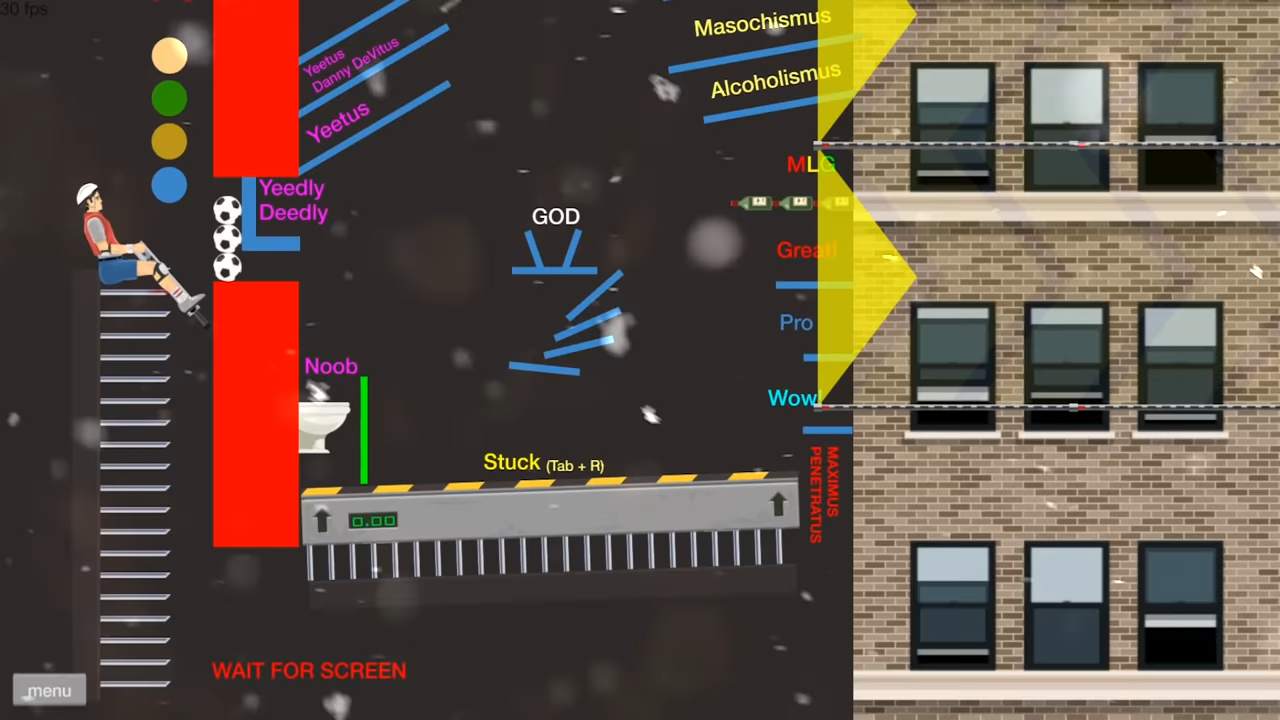 30 fps
Masochismus
Yeetus
Danny DeVitus
Alcoholismus
Yeetus
MLG
Yeedly
Deedly
GOD
Great!
Pro
Noob
Wow!
Stuck (Tab + R)
MAXIMUS
PENETRATUS
0.00
WAIT FOR SCREEN
menu